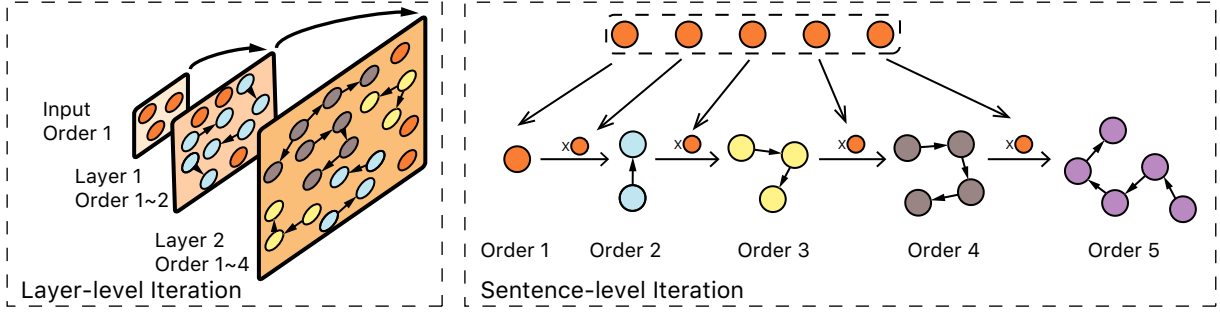 Input
Order 1
Layer 1
Order 1~2
Layer 2
Order 1~4
Layer-level Iteration
x
x
x
x
Order 1
Order 2
Order 3
Order 4
Order 5
Sentence-level Iteration